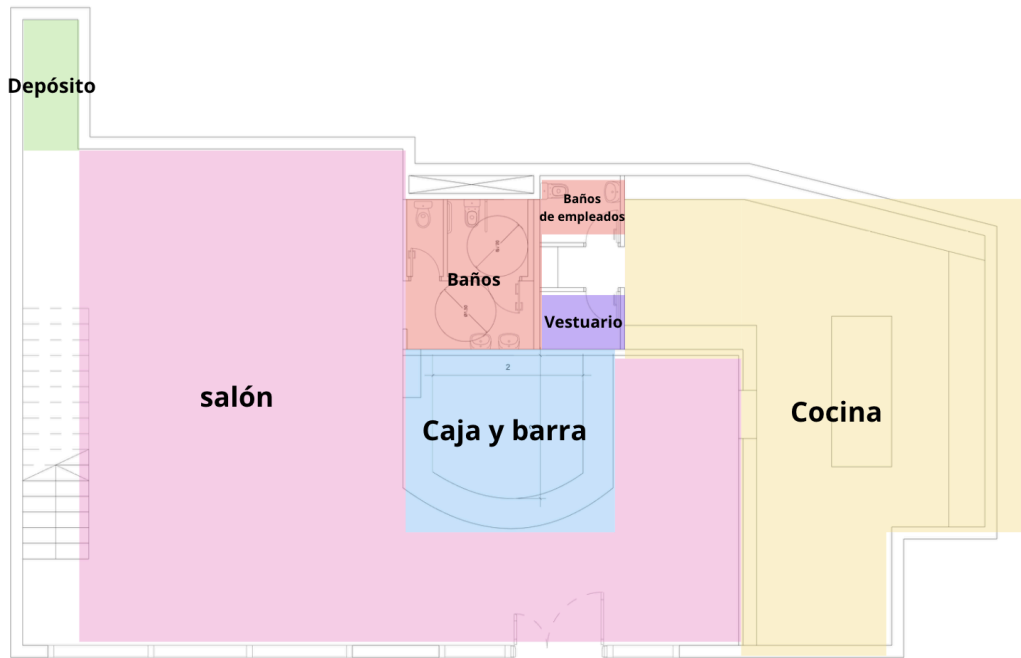 Depósito
Baños
de empleados
Baños
Vestuario
2
salón
Caja y barra
Cocina